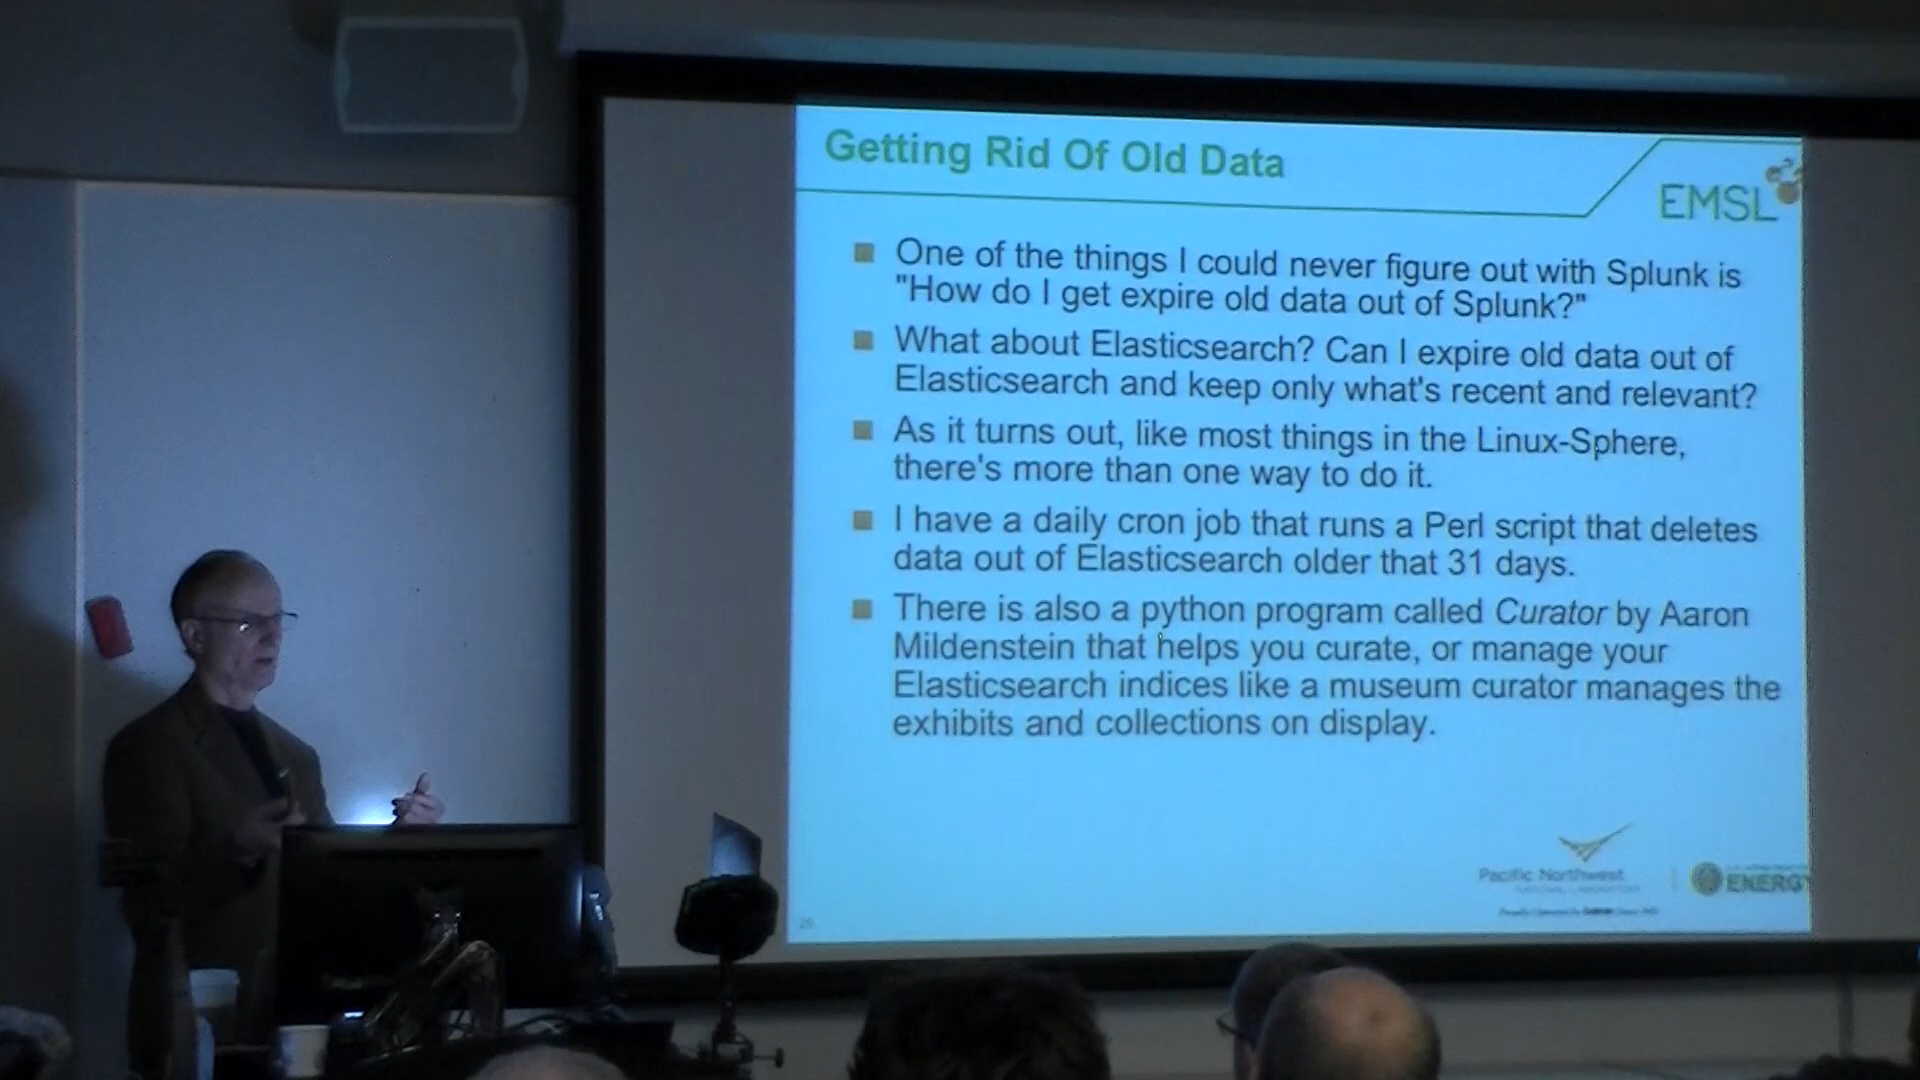 Getting Rid Of Old Data
EMSL
One of the things I could never figure out with Splunk is
"How do I get expire old data out of Splunk?"
What about Elasticsearch? Can I expire old data out of
Elasticsearch and keep only what's recent and relevant?
As it turns out, like most things in the Linux-Sphere,
there's more than one way to do it.
I have a daily cron job that runs a Perl script that deletes
data out of Elasticsearch older that 31 days.
There is also a python program called Curator by Aaron
Mildenstein that helps you curate, or manage your
Elasticsearch indices like a museum curator manages the
exhibits and collections on display.
Pacific Northwest
ENERGY